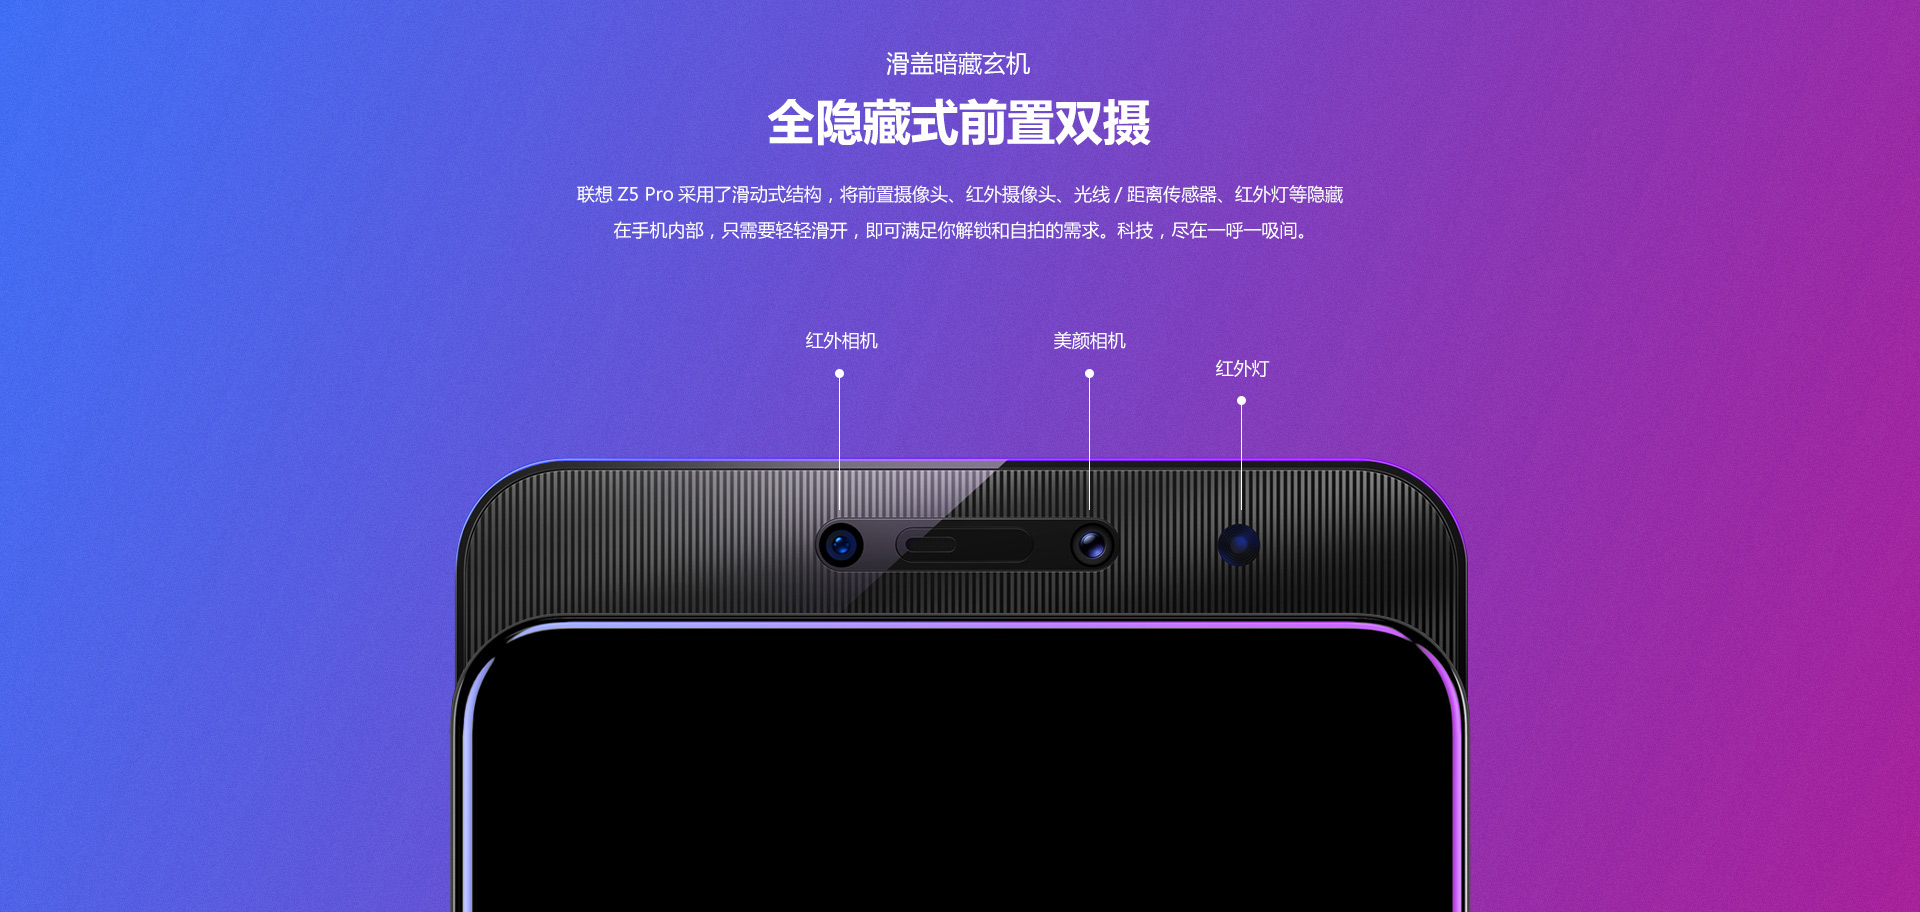 滑盖暗藏玄机
全隐藏式前置双摄
联想 Z5 Pro 采用了滑动式结构，将前置摄像头、红外摄像头、光线 / 距离传感器、红外灯等隐藏
在手机内部，只需要轻轻滑开，即可满足你解锁和自拍的需求。科技，尽在一呼一吸间。
红外相机
美颜相机
红外灯